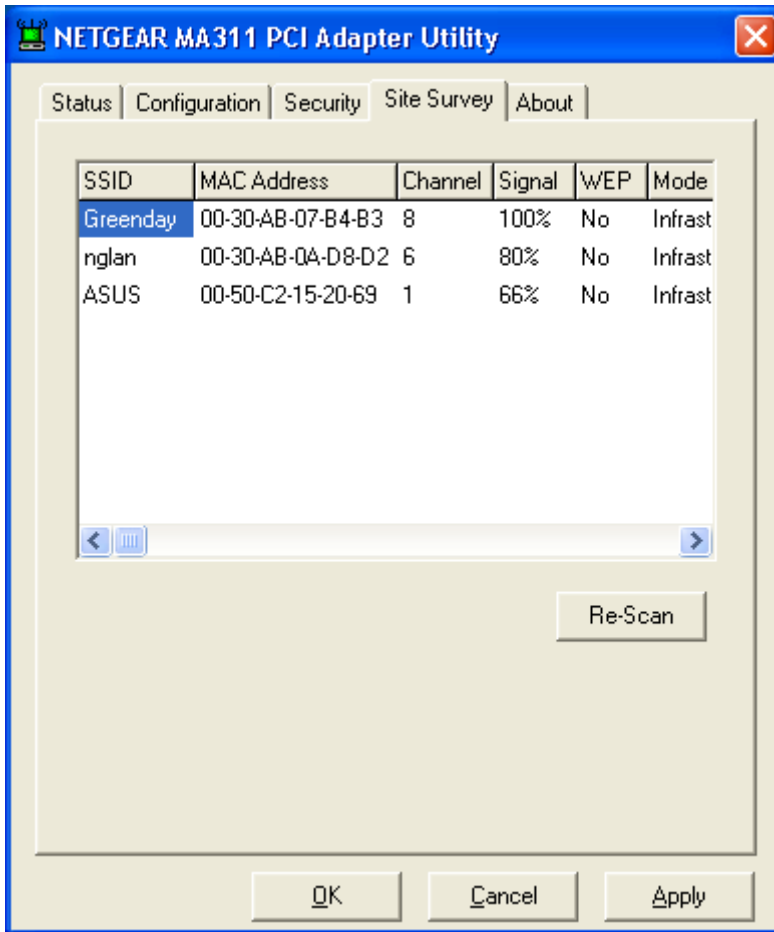 NETGEAR MA311 PCI Adapter Utility
Status Configuration Security Site Survey About
SSID MAC Address Channel Signal WEP Mode
Greenday 00-30-AB-07-B4-B3 8 100% No Infrast
nglan 00-30-AB-0A-D8-D2 6 80% No Infrast
ASUS 00-50-C2-15-20-69 1 66% No Infrast
Re-Scan
OK Cancel Apply